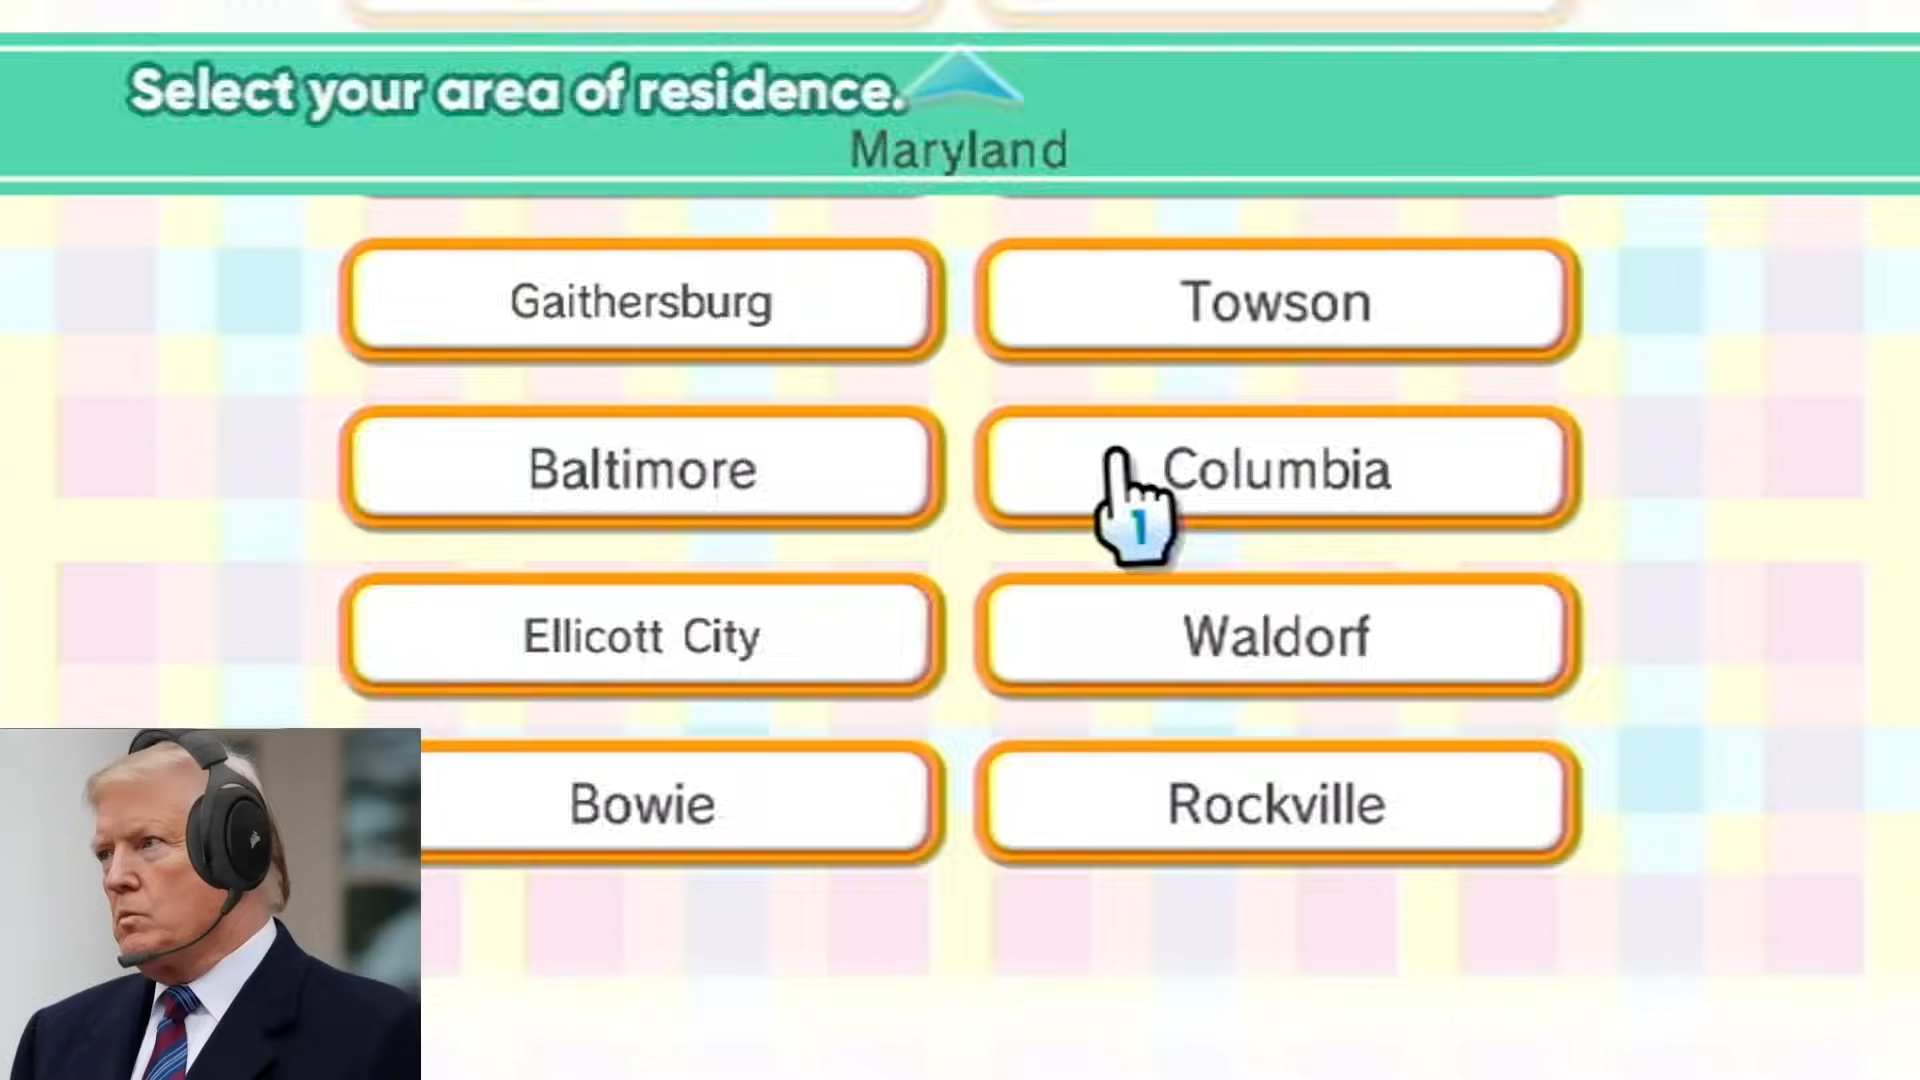 Select your area of residence.
Maryland
Gaithersburg
Towson
Baltimore
Columbia
1
Ellicott City
Waldorf
Bowie
Rockville